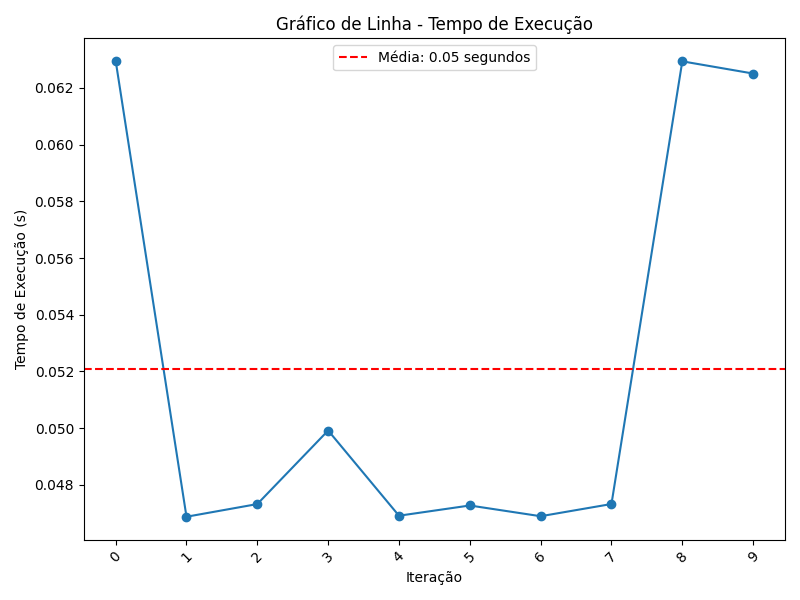 Gráfico de Linha - Tempo de Execução
Média: 0.05 segundos
Tempo de Execução (s)
0.062
0.060
0.058
0.056
0.054
0.052
0.050
0.048
0 1 2 3 4 5 6 7 8 9
Iteração